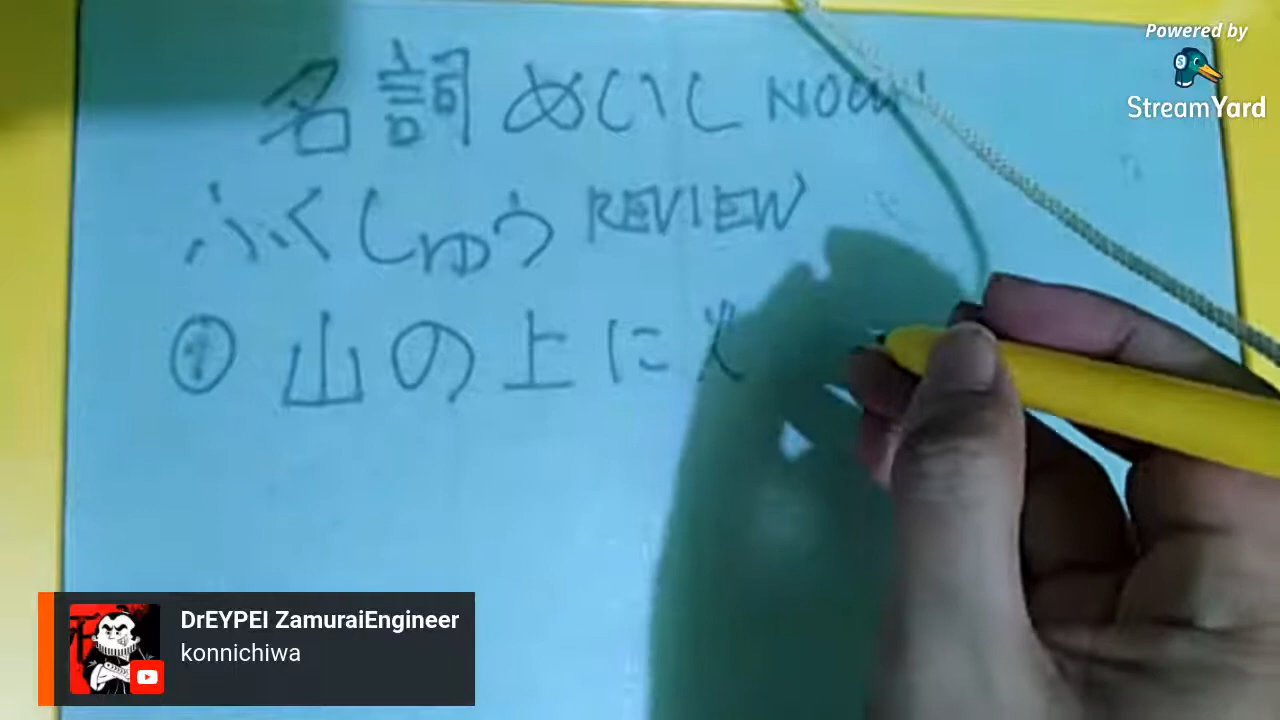 Powered by
StreamYard
名詞 めいし NOUN
ふくしゅう REVIEW
① 山の上に
DrEYPEI ZamuraiEngineer
konnichiwa